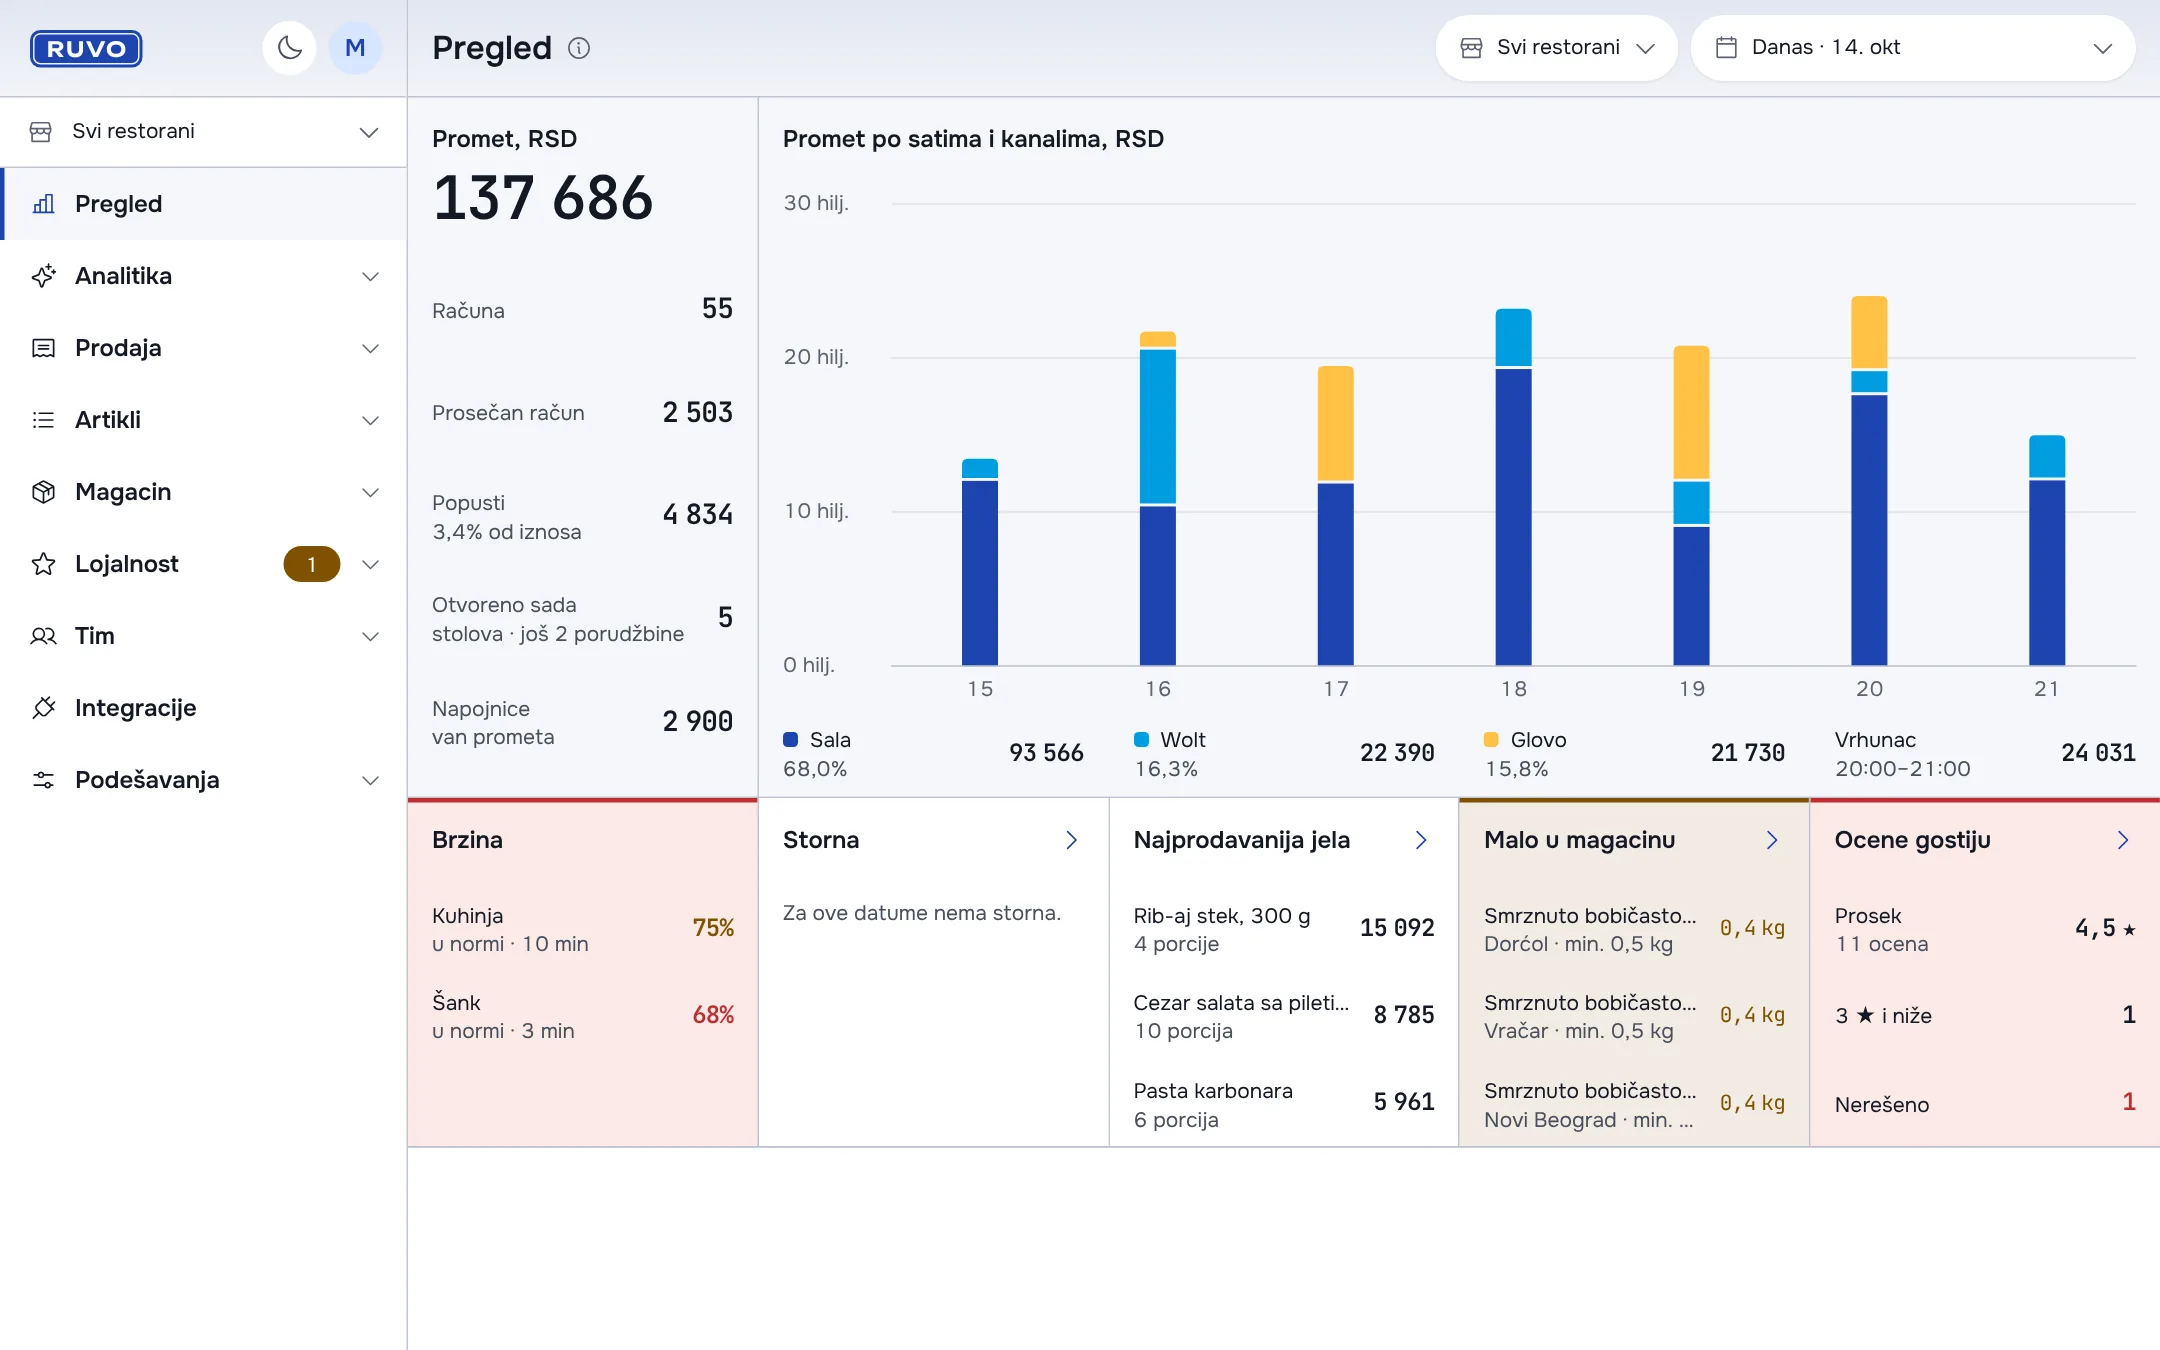 RUVO
M
Pregled
Svi restorani
Danas · 14. okt
Svi restorani
Pregled
Analitika
Prodaja
Artikli
Magacin
Lojalnost
1
Tim
Integracije
Podešavanja
Promet, RSD
137 686
Računa
55
Prosečan račun
2 503
Popusti
3,4% od iznosa
4 834
Otvoreno sada
stolova · još 2 porudžbine
5
Napojnice
van prometa
2 900
Promet po satima i kanalima, RSD
30 hilj.
20 hilj.
10 hilj.
0 hilj.
15 16 17 18 19 20 21
Sala
68,0%
93 566
Wolt
16,3%
22 390
Glovo
15,8%
21 730
Vrhunac
20:00–21:00
24 031
Brzina
Kuhinja
u normi · 10 min
75%
Šank
u normi · 3 min
68%
Storna
Za ove datume nema storna.
Najprodavanija jela
Rib-aj stek, 300 g
4 porcije
15 092
Cezar salata sa pileti...
10 porcija
8 785
Pasta karbonara
6 porcija
5 961
Malo u magacinu
Smrznuto bobičasto...
Dorćol · min. 0,5 kg
0,4 kg
Smrznuto bobičasto...
Vračar · min. 0,5 kg
0,4 kg
Smrznuto bobičasto...
Novi Beograd · min. ...
0,4 kg
Ocene gostiju
Prosek
11 ocena
4,5 ★
3 ★ i niže
1
Nerešeno
1